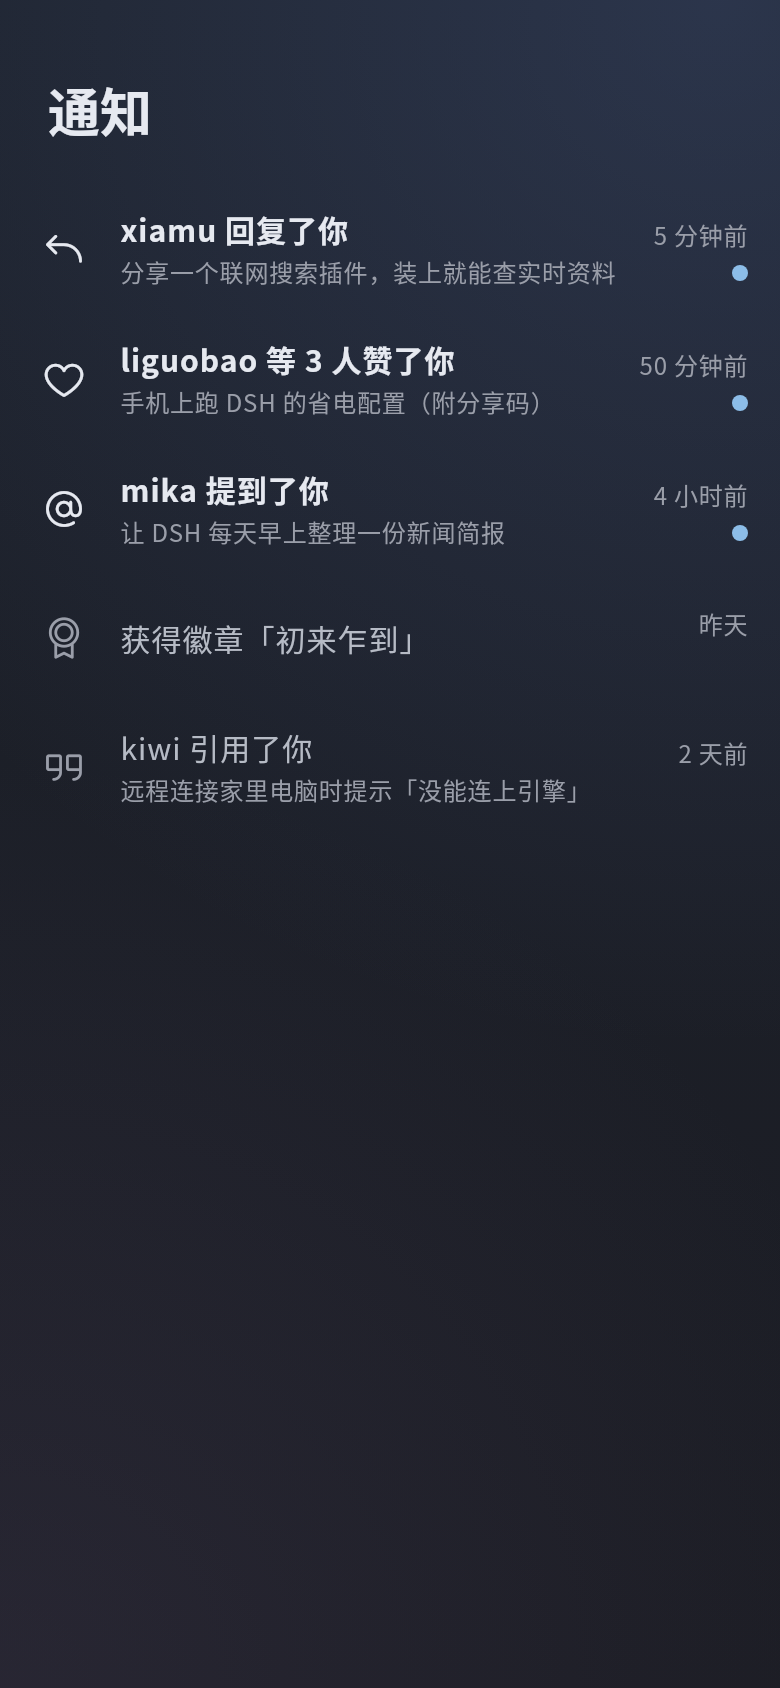 通知
xiamu 回复了你
5 分钟前
分享一个联网搜索插件，装上就能查实时资料
liguobao 等 3 人赞了你
50 分钟前
手机上跑 DSH 的省电配置（附分享码）
mika 提到了你
4 小时前
让 DSH 每天早上整理一份新闻简报
获得徽章「初来乍到」
昨天
kiwi 引用了你
2 天前
远程连接家里电脑时提示「没能连上引擎」